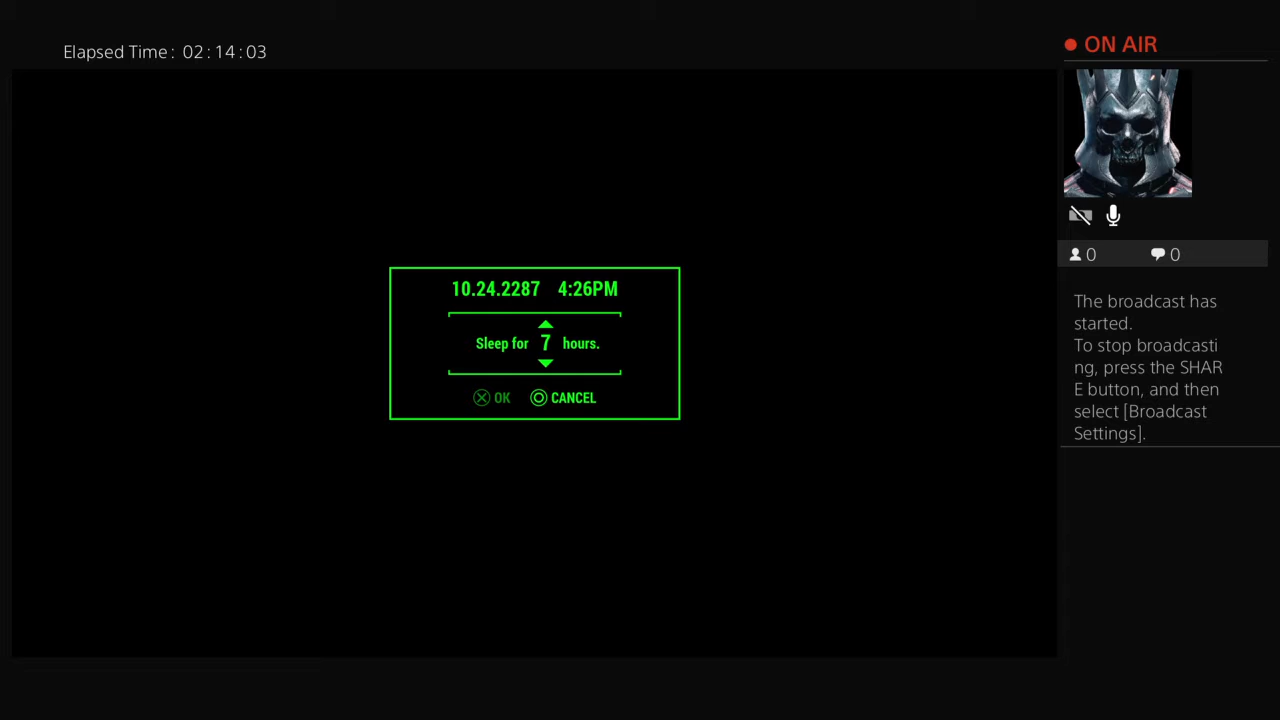 Elapsed Time: 02:14:03
ON AIR
0 0
The broadcast has
started.
To stop broadcasti
ng, press the SHAR
E button, and then
select [Broadcast
Settings].
10.24.2287 4:26PM
Sleep for 7 hours.
OK CANCEL